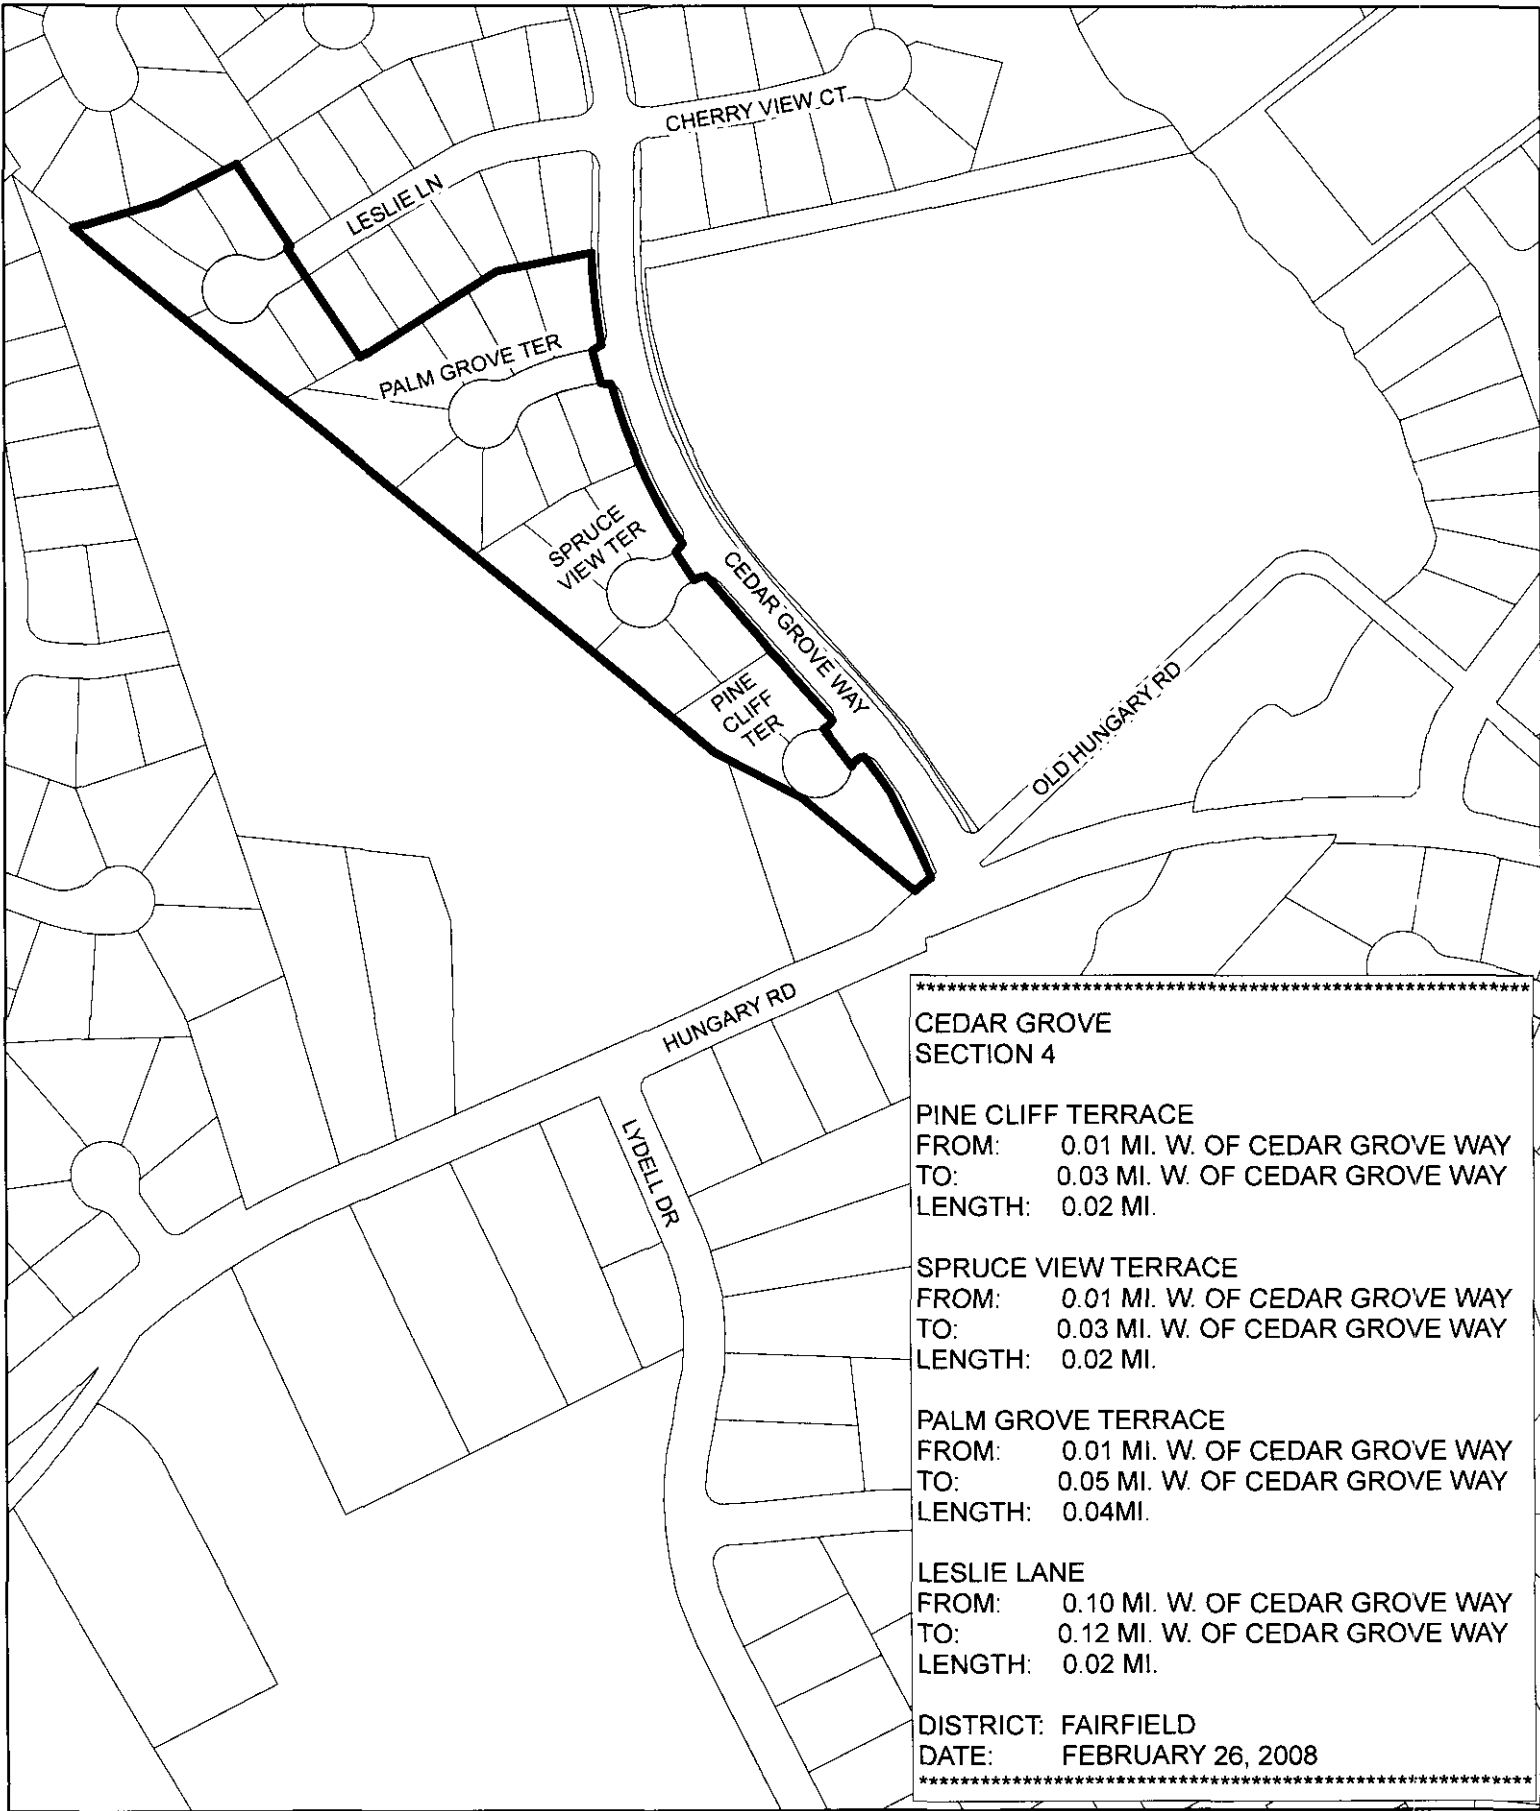 CHERRY VIEW CT
LESLIE LN
PALM GROVE TER
SPRUCE
VIEW TER
CEDAR GROVE WAY
PINE
CLIFF
TER
OLD HUNGARY RD
HUNGARY RD
LYDELL DR
CEDAR GROVE
SECTION 4
PINE CLIFF TERRACE
FROM: 0.01 MI. W. OF CEDAR GROVE WAY
TO: 0.03 MI. W. OF CEDAR GROVE WAY
LENGTH: 0.02 MI.
SPRUCE VIEW TERRACE
FROM: 0.01 MI. W. OF CEDAR GROVE WAY
TO: 0.03 MI. W. OF CEDAR GROVE WAY
LENGTH: 0.02 MI.
PALM GROVE TERRACE
FROM: 0.01 MI. W. OF CEDAR GROVE WAY
TO: 0.05 MI. W. OF CEDAR GROVE WAY
LENGTH: 0.04MI.
LESLIE LANE
FROM: 0.10 MI. W. OF CEDAR GROVE WAY
TO: 0.12 MI. W. OF CEDAR GROVE WAY
LENGTH: 0.02 MI.
DISTRICT: FAIRFIELD
DATE: FEBRUARY 26, 2008